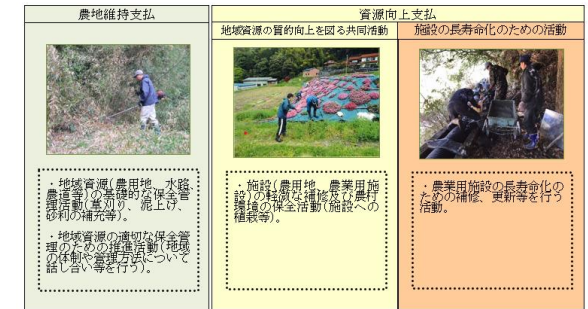 農地維持支払
資源向上支払
地域資源の質的向上を図る共同活動
施設の長寿命化のための活動
・地域資源(農用地、水路、
農道等)の基礎的な保全管
理活動(草刈り、泥上げ、
砂利の補充等)。
・地域資源の適切な保全管
理のための推進活動(地域
の体制や管理方法について
話し合い等を行う)。
・施設(農用地、農業用施
設)の軽微な補修及び農村
環境の保全活動(施設への
植栽等)。
・農業用施設の長寿命化の
ための補修、更新等を行う
活動。